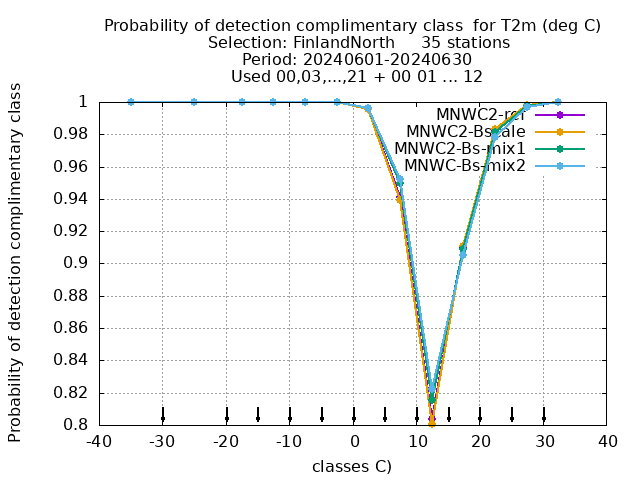 Probability of detection complimentary class for T2m (deg C)
Selection: FinlandNorth 35 stations
Period: 20240601-20240630
Used 00,03,...,21 + 00 01 ... 12
Probability of detection complimentary class
1
0.98
0.96
0.94
0.92
0.9
0.88
0.86
0.84
0.82
0.8
MNWC2-ref
MNWC2-Bs-mix1
MNWC-Bs-mix2
-40
-30
-20
-10
0
10
20
30
40
classes C)